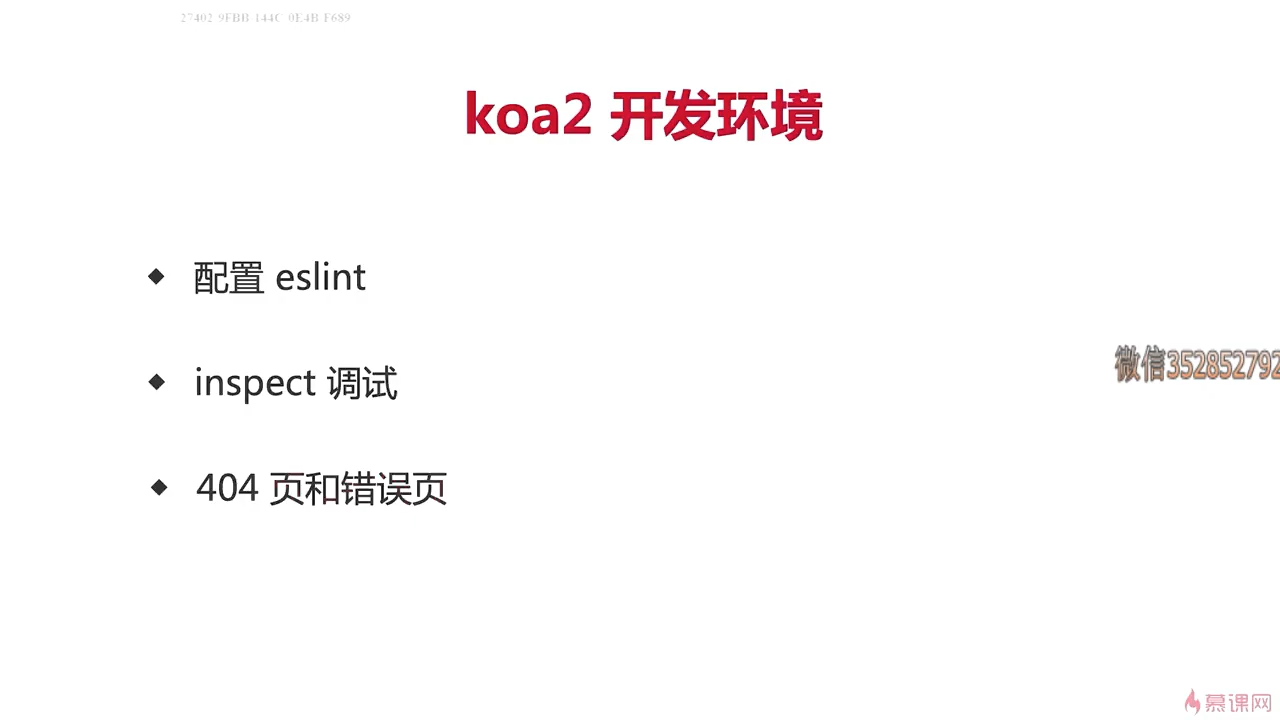 27402 9FBB 144C 0E4B F689
koa2 开发环境
配置 eslint
inspect 调试
微信352852792
404 页和错误页
慕课网